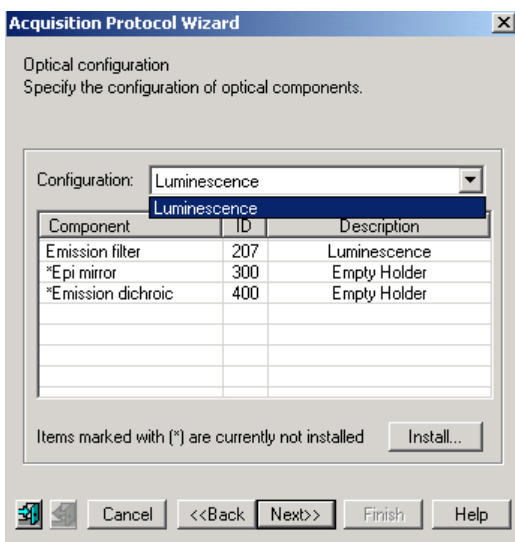 Acquisition Protocol Wizard
Optical configuration
Specify the configuration of optical components.
Configuration: Luminescence
Luminescence
Component ID Description
Emission filter 207 Luminescence
*Epi mirror 300 Empty Holder
*Emission dichroic 400 Empty Holder
Items marked with (*) are currently not installed Install...
Cancel <<Back Next>> Finish Help